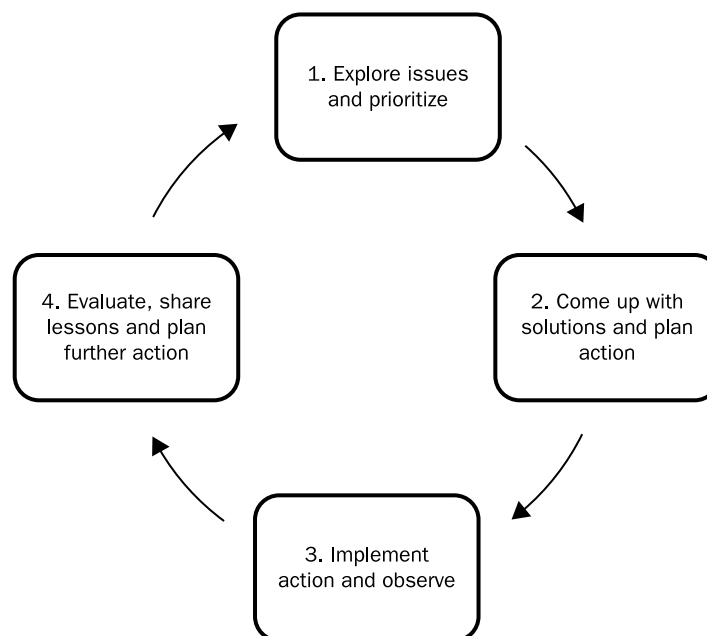 1. Explore issues
and prioritize
2. Come up with
solutions and plan
action
3. Implement
action and observe
4. Evaluate, share
lessons and plan
further action